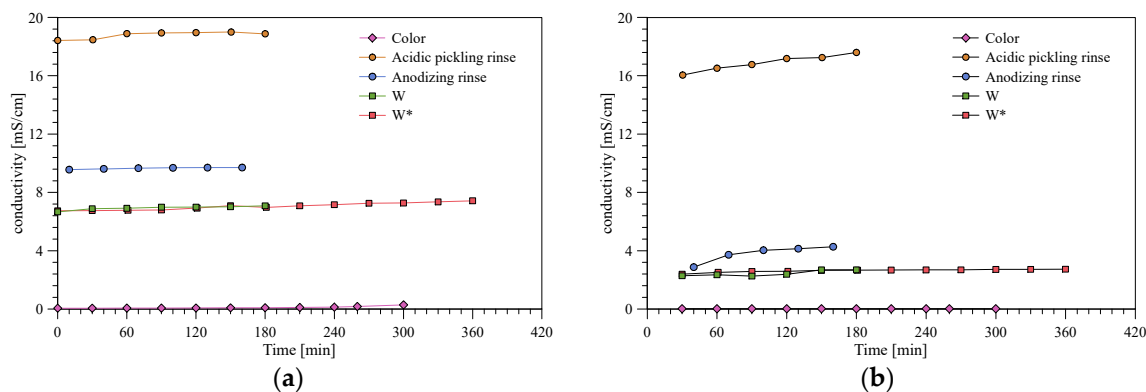 20
16
12
8
4
0
conductivity [mS/cm]
Color
Acidic pickling rinse
Anodizing rinse
W
W*
0 60 120 180 240 300 360 420
Time [min]
(a)
20
16
12
8
4
0
conductivity [mS/cm]
Color
Acidic pickling rinse
Anodizing rinse
W
W*
0 60 120 180 240 300 360 420
Time [min]
(b)